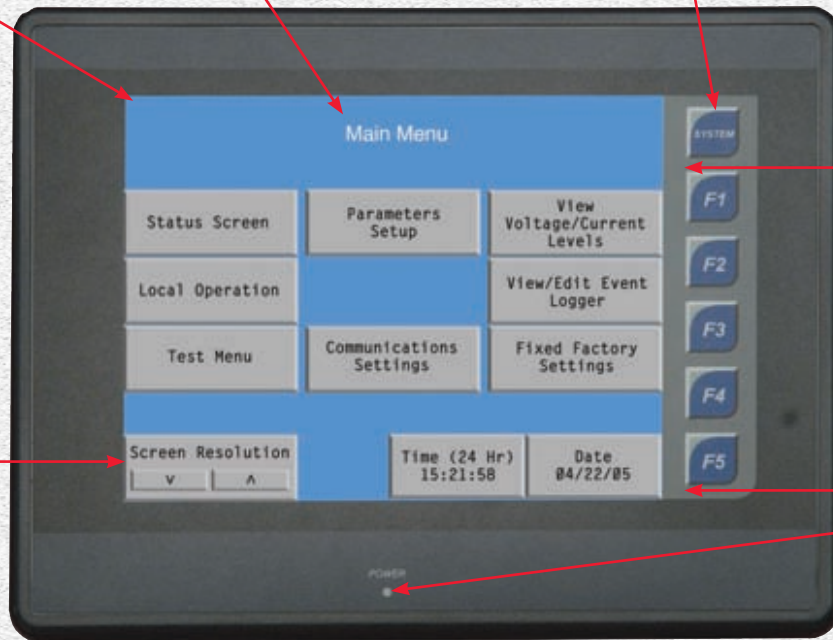 Main Menu
SYSTEM
Status Screen
Parameters
Setup
View
Voltage/Current
Levels
F1
Local Operation
View/Edit Event
Logger
F2
Test Menu
Communications
Settings
Fixed Factory
Settings
F3
F4
Screen Resolution
v ʌ
Time (24 Hr)
15:21:58
Date
04/22/05
F5
POWER